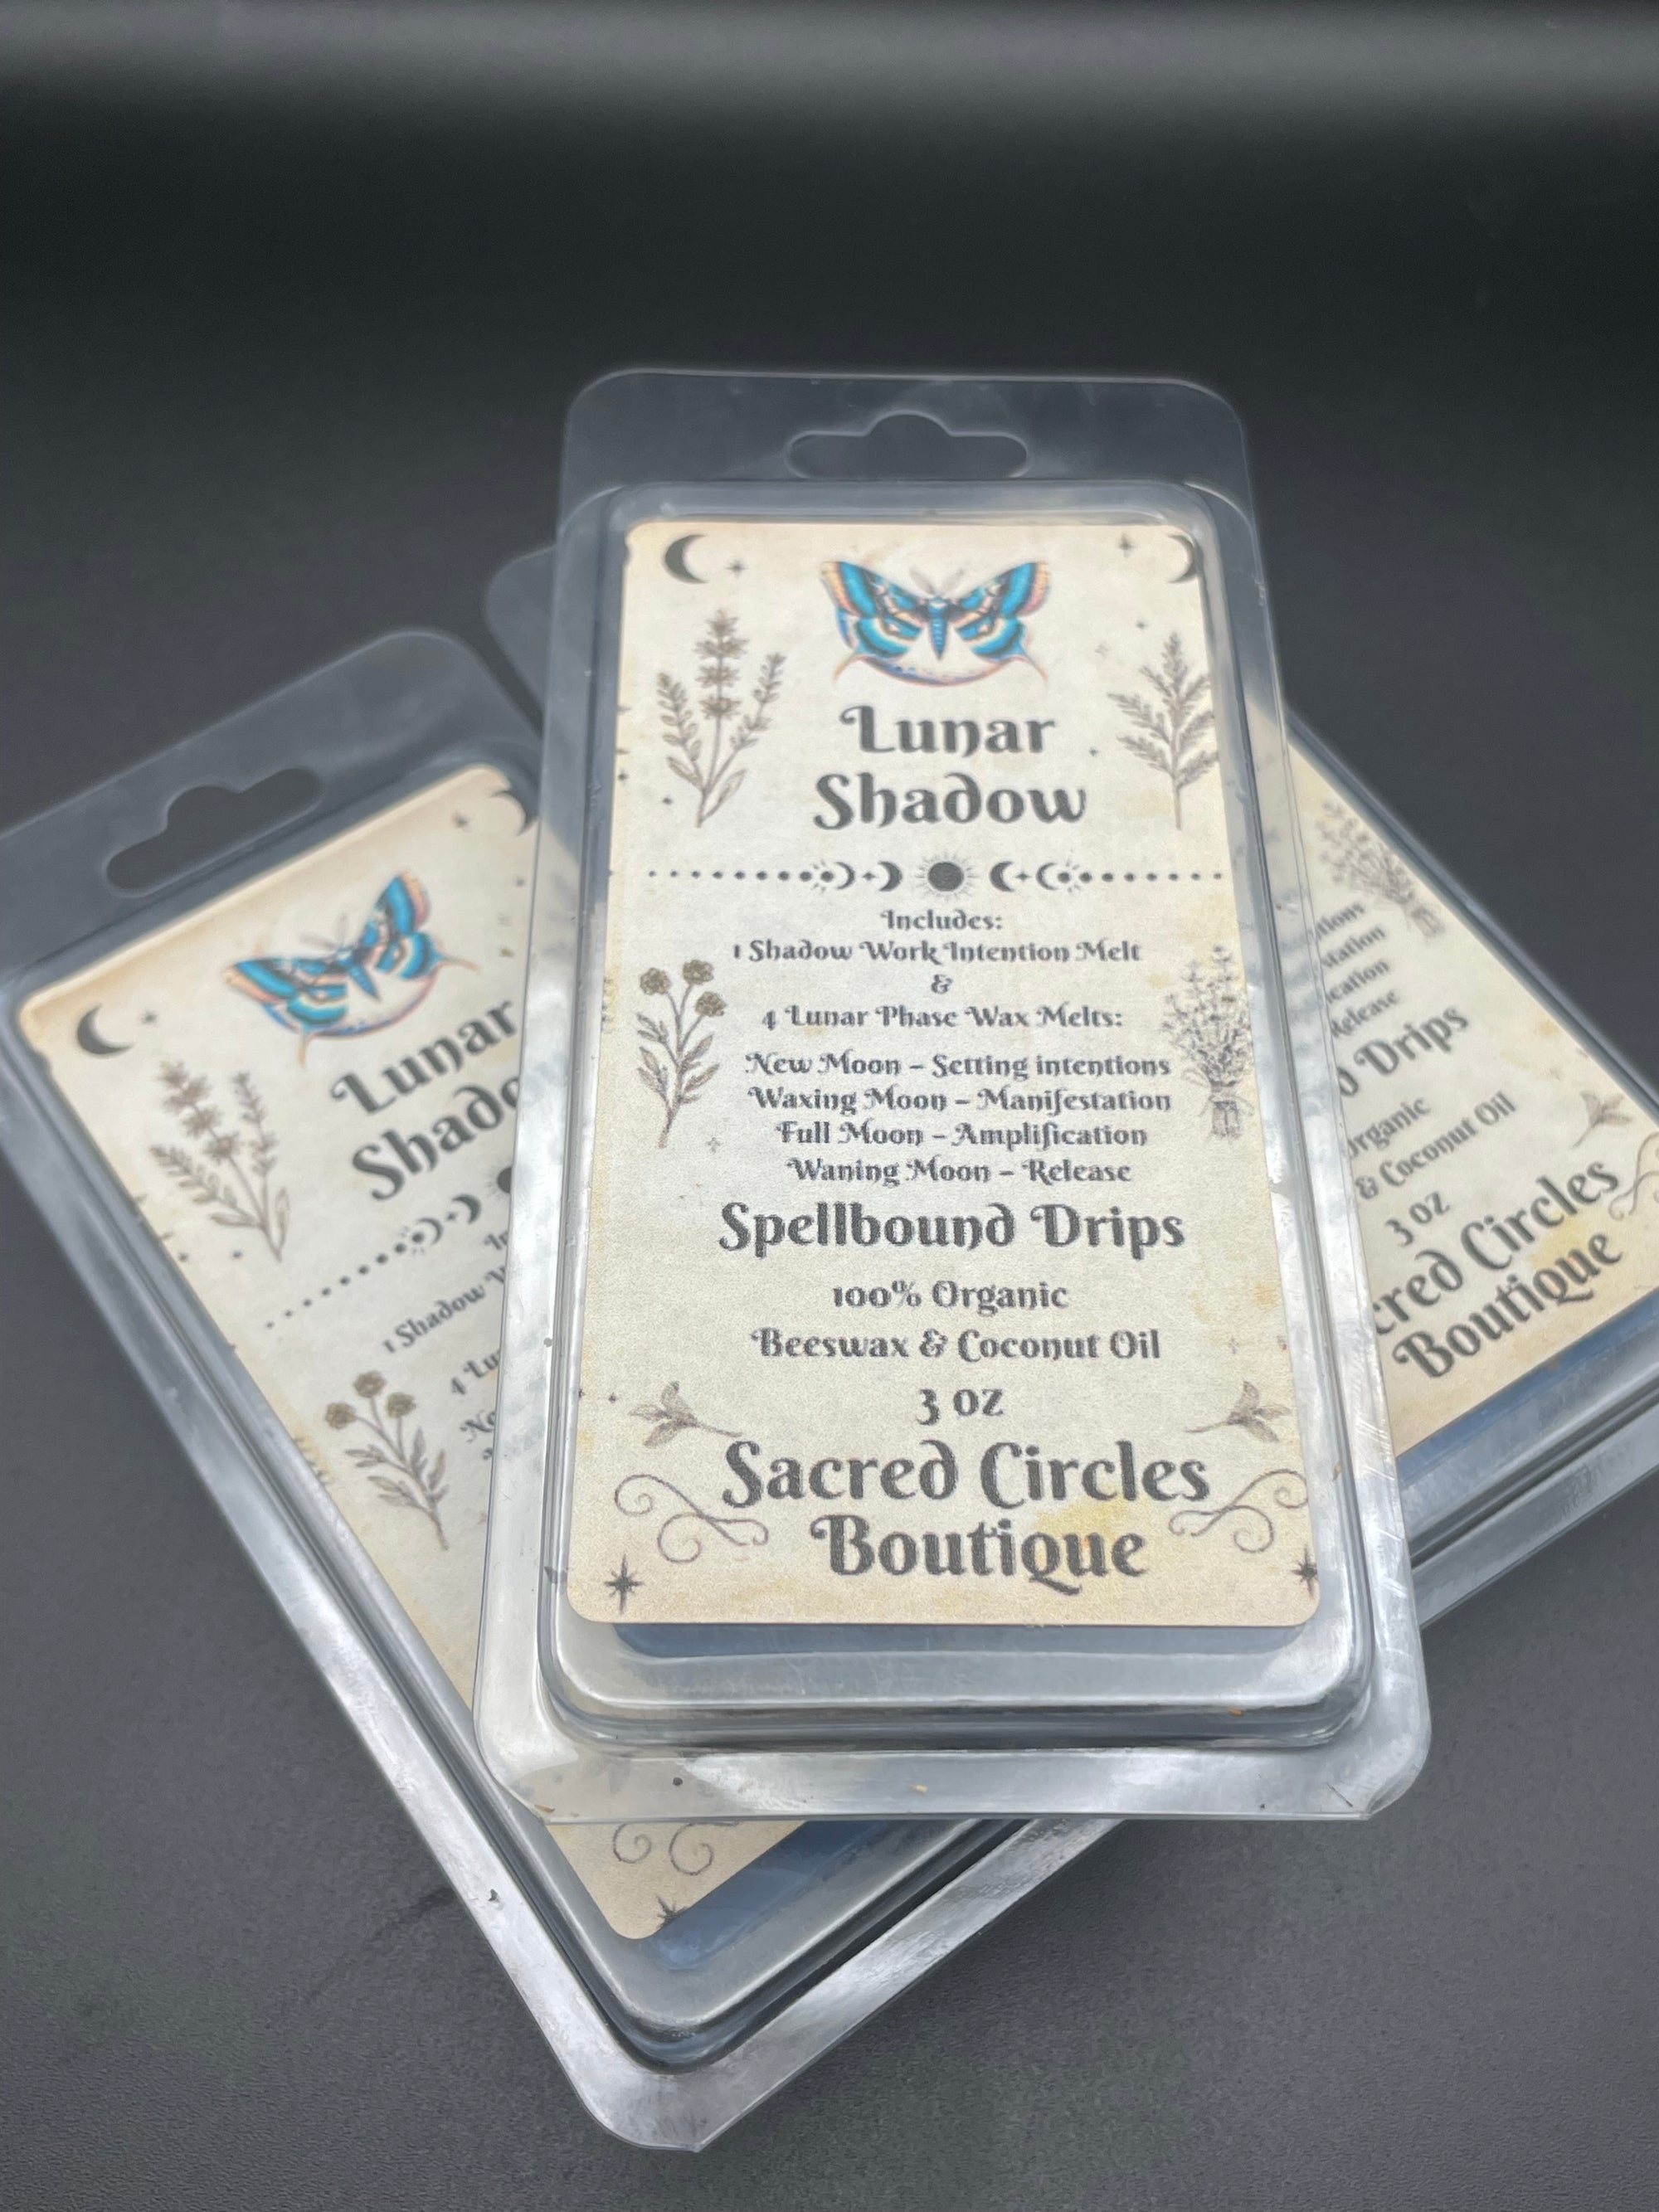 Lunar
Shadow
Includes:
1 Shadow Work Intention Melt
&
4 Lunar Phase Wax Melts:
New Moon – Setting intentions
Waxing Moon – Manifestation
Full Moon – Amplification
Waning Moon – Release
Spellbound Drips
100% Organic
Beeswax & Coconut Oil
3 oz
Sacred Circles
Boutique
Lunar
1 Shadow
4
Release
Drips
Organic
& Coconut Oil
3 oz
Circles
Boutique